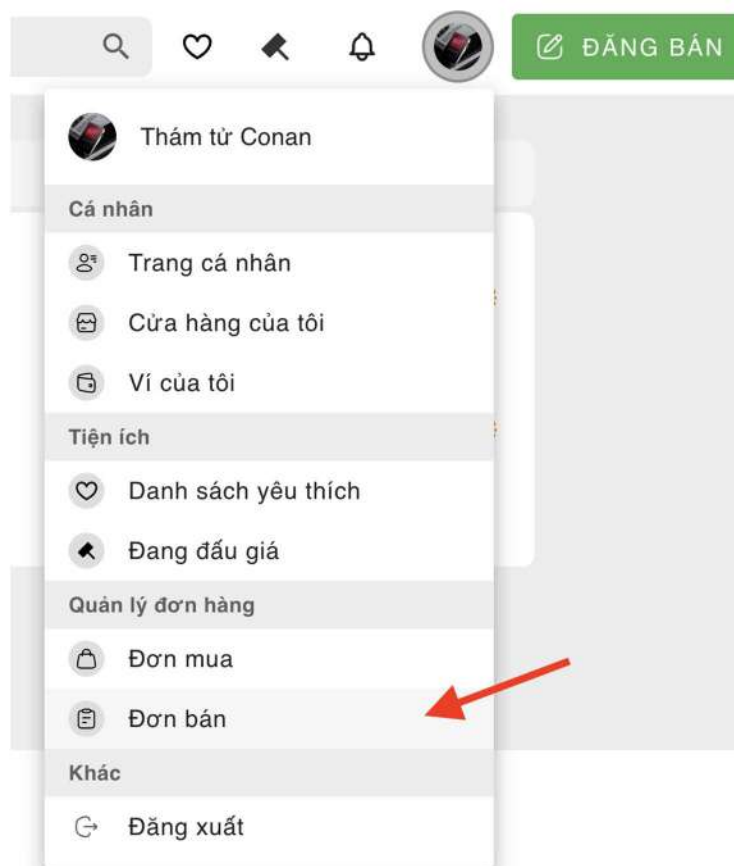 ĐĂNG BÁN
Thám tử Conan
Cá nhân
Trang cá nhân
Cửa hàng của tôi
Ví của tôi
Tiện ích
Danh sách yêu thích
Đang đấu giá
Quản lý đơn hàng
Đơn mua
Đơn bán
Khác
Đăng xuất